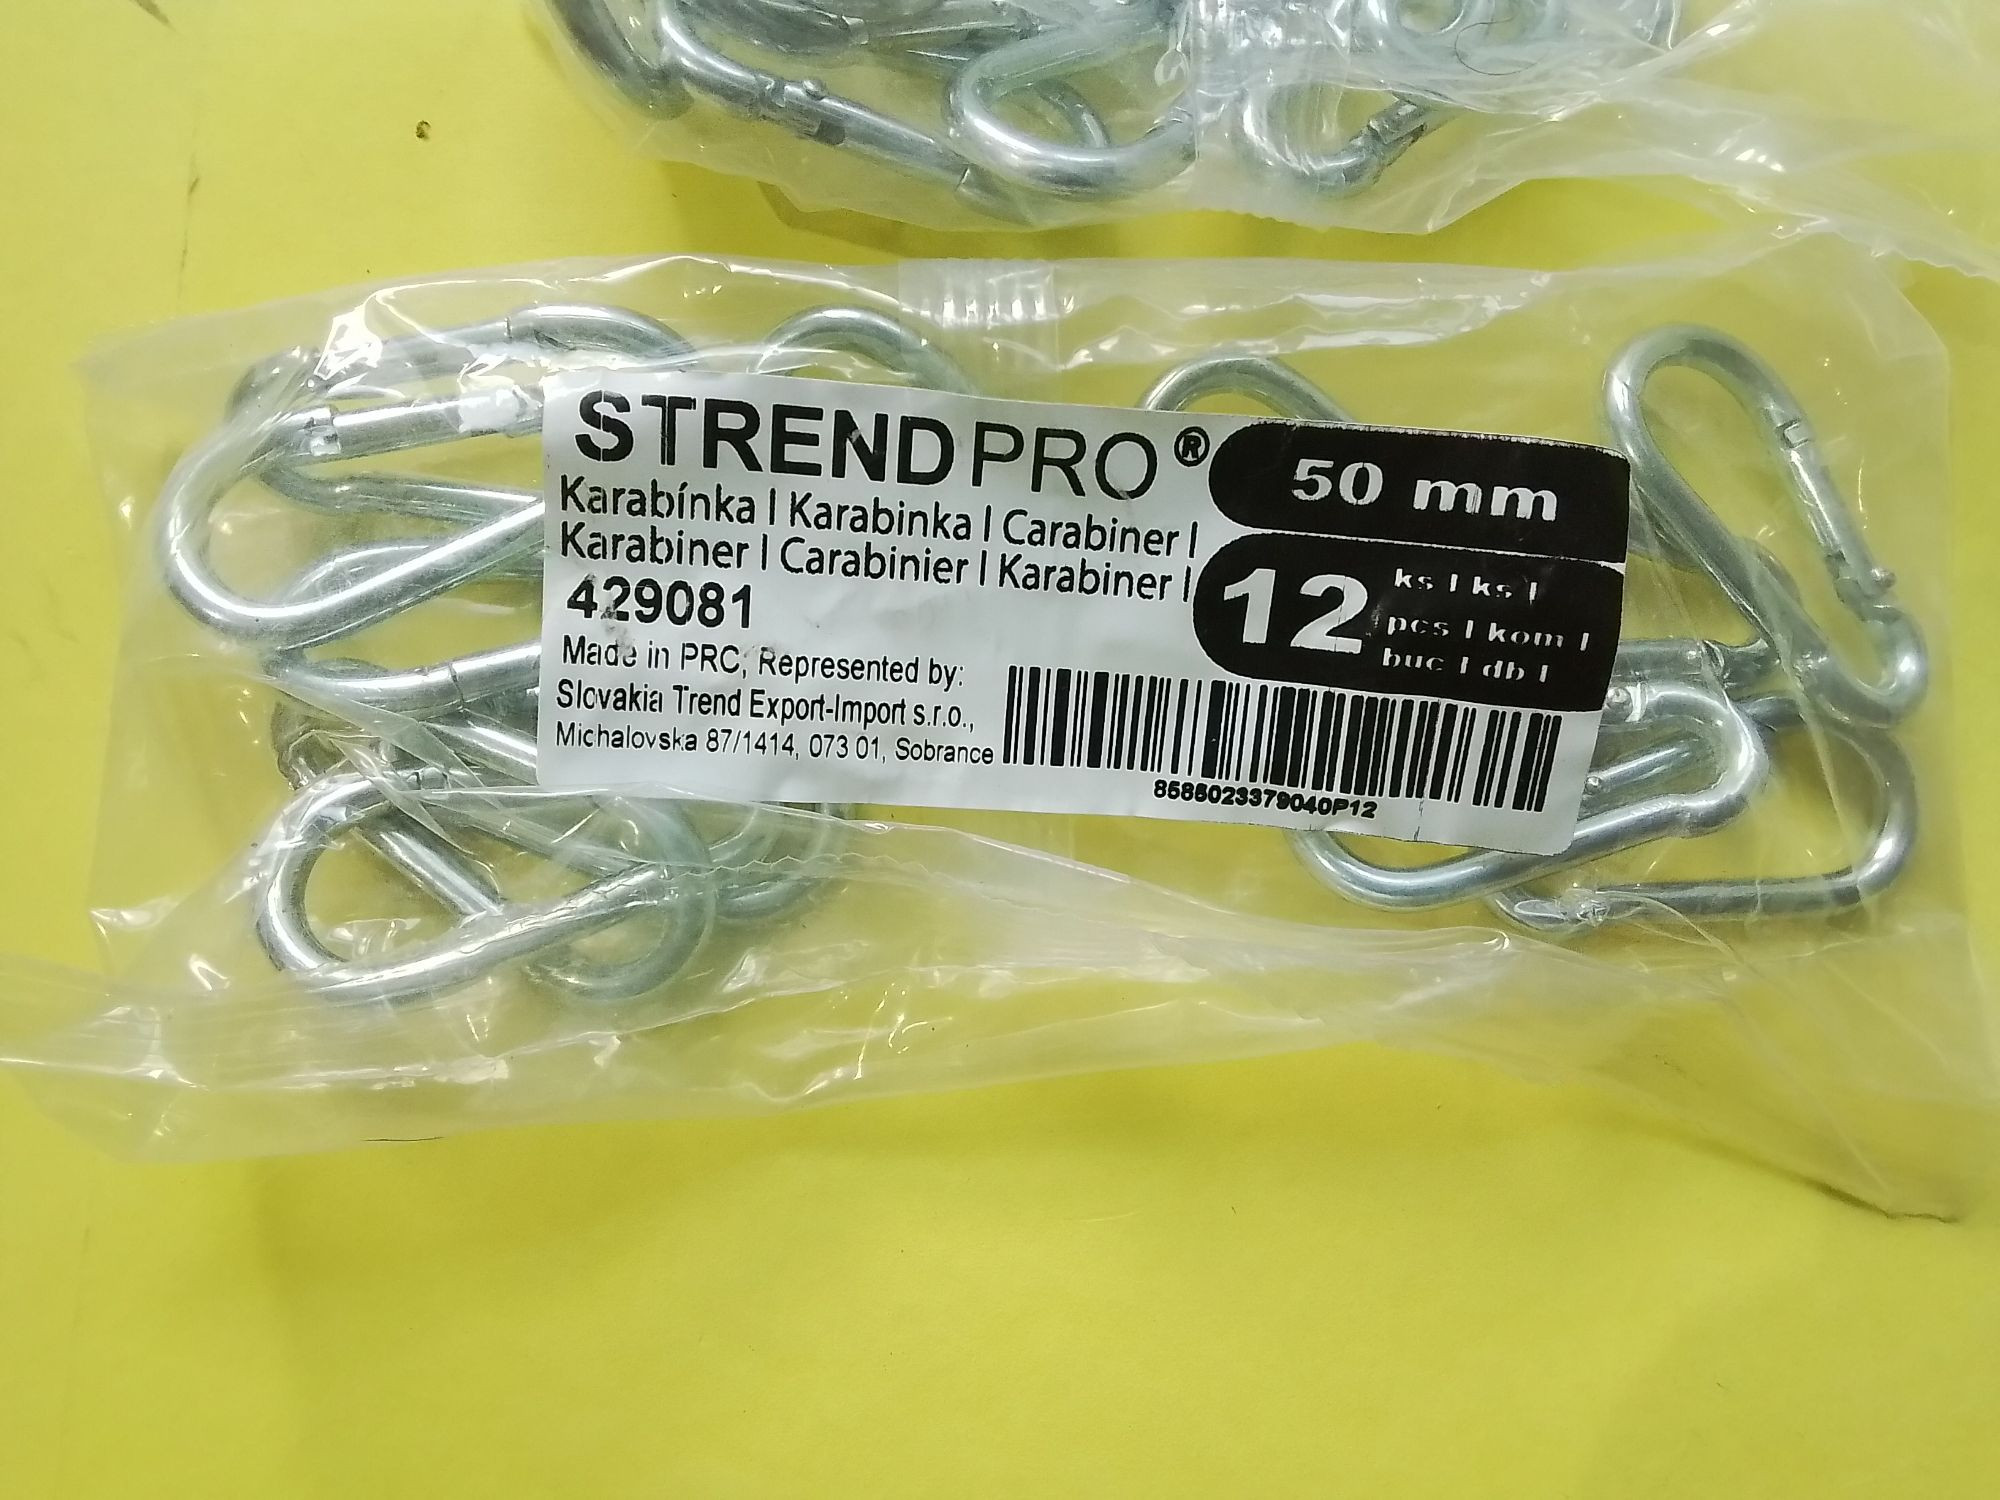 STRENDPRO®
50 mm
Karabínka | Karabinka | Carabiner |
Karabiner | Carabinier | Karabiner |
429081
12
ks | ks |
pcs | kom |
buc | db |
Made in PRC, Represented by:
Slovakia Trend Export-Import s.r.o.,
Michalovska 87/1414, 073 01, Sobrance
8586023379040P12